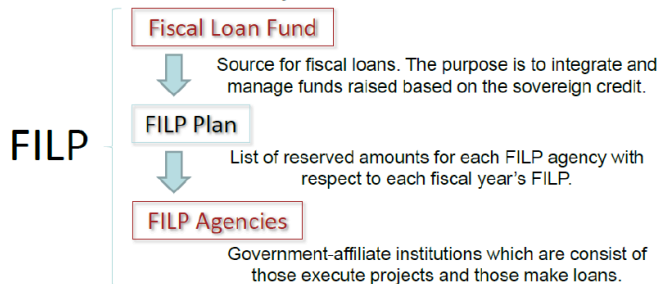 Fiscal Loan Fund
Source for fiscal loans. The purpose is to integrate and
manage funds raised based on the sovereign credit.
FILP Plan
FILP
List of reserved amounts for each FILP agency with
respect to each fiscal year's FILP.
FILP Agencies
Government-affiliate institutions which are consist of
those execute projects and those make loans.